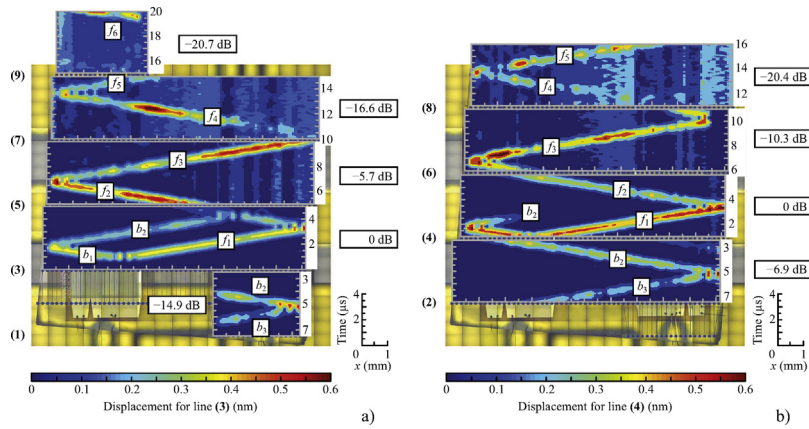 20
f6
−20.7 dB
16
f5
12
(9)
f5
14
−16.6 dB
16
f4
14
−20.4 dB
12
f4
12
(8)
(7)
10
10
f3
−10.3 dB
f3
8
−5.7 dB
8
f2
6
(6)
6
(5)
f2
4
b2
4
b2
f1
0 dB
f1
2
0 dB
b1
2
(4)
(3)
3
b2
3
b2
−6.9 dB
5
−14.9 dB
5
b3
b3
7
(2)
(1)
7
Time (μs)
4
2
0
0 1
x (mm)
Time (μs)
4
2
0
0 1
x (mm)
0 0.1 0.2 0.3 0.4 0.5 0.6
Displacement for line (3) (nm)
a)
0 0.1 0.2 0.3 0.4 0.5 0.6
Displacement for line (4) (nm)
b)